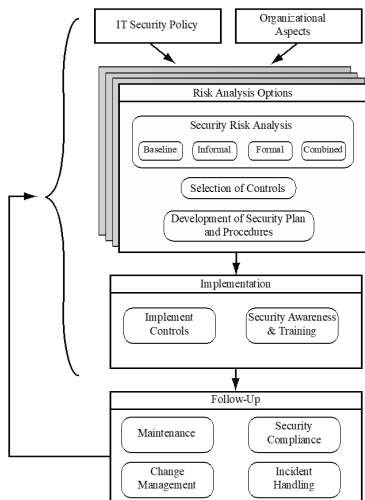 IT Security Policy
Organizational
Aspects
Risk Analysis Options
Security Risk Analysis
Baseline
Informal
Formal
Combined
Selection of Controls
Development of Security Plan
and Procedures
Implementation
Implement
Controls
Security Awareness
& Training
Follow-Up
Maintenance
Security
Compliance
Change
Management
Incident
Handling